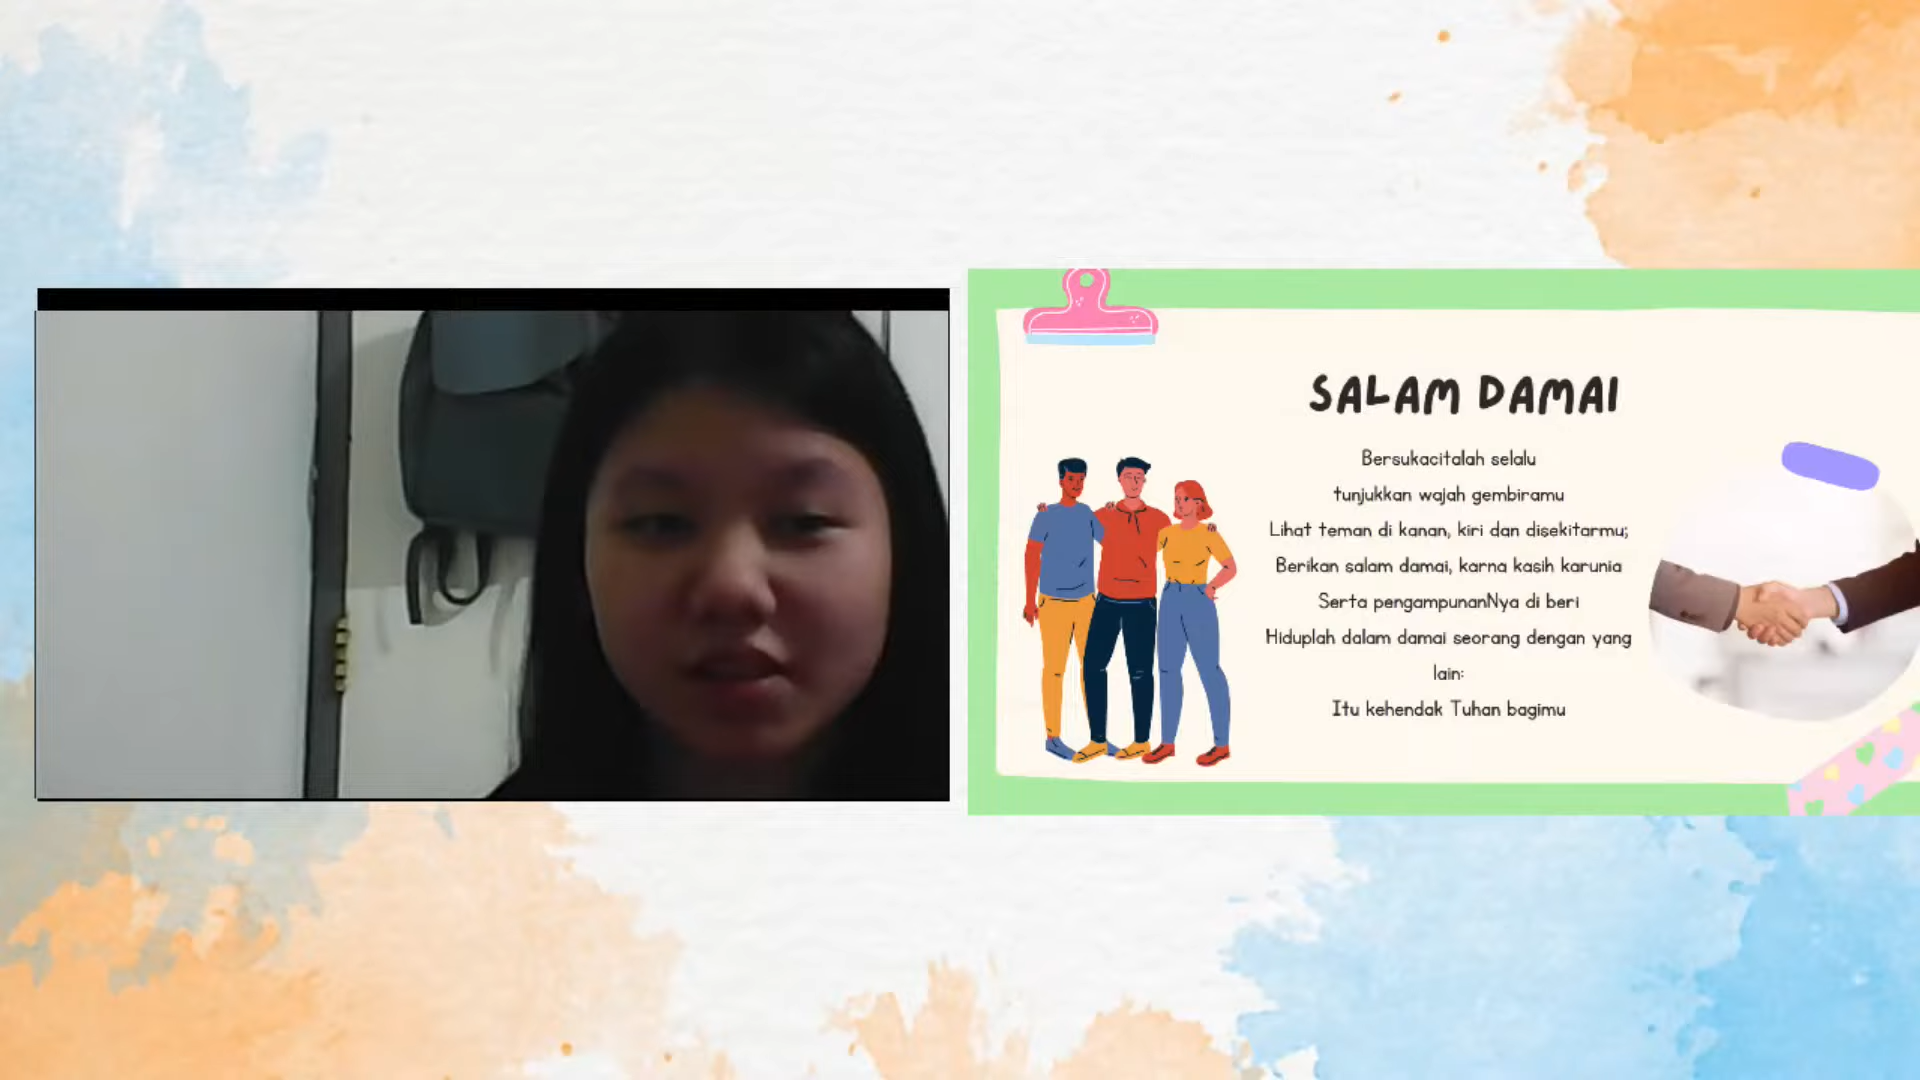 SALAM DAMAI
Bersukacitalah selalu
tunjukkan wajah gembiramu
Lihat teman di kanan, kiri dan disekitarmu;
Berikan salam damai, karna kasih karunia
Serta pengampunanNya di beri
Hiduplah dalam damai seorang dengan yang
lain:
Itu kehendak Tuhan bagimu